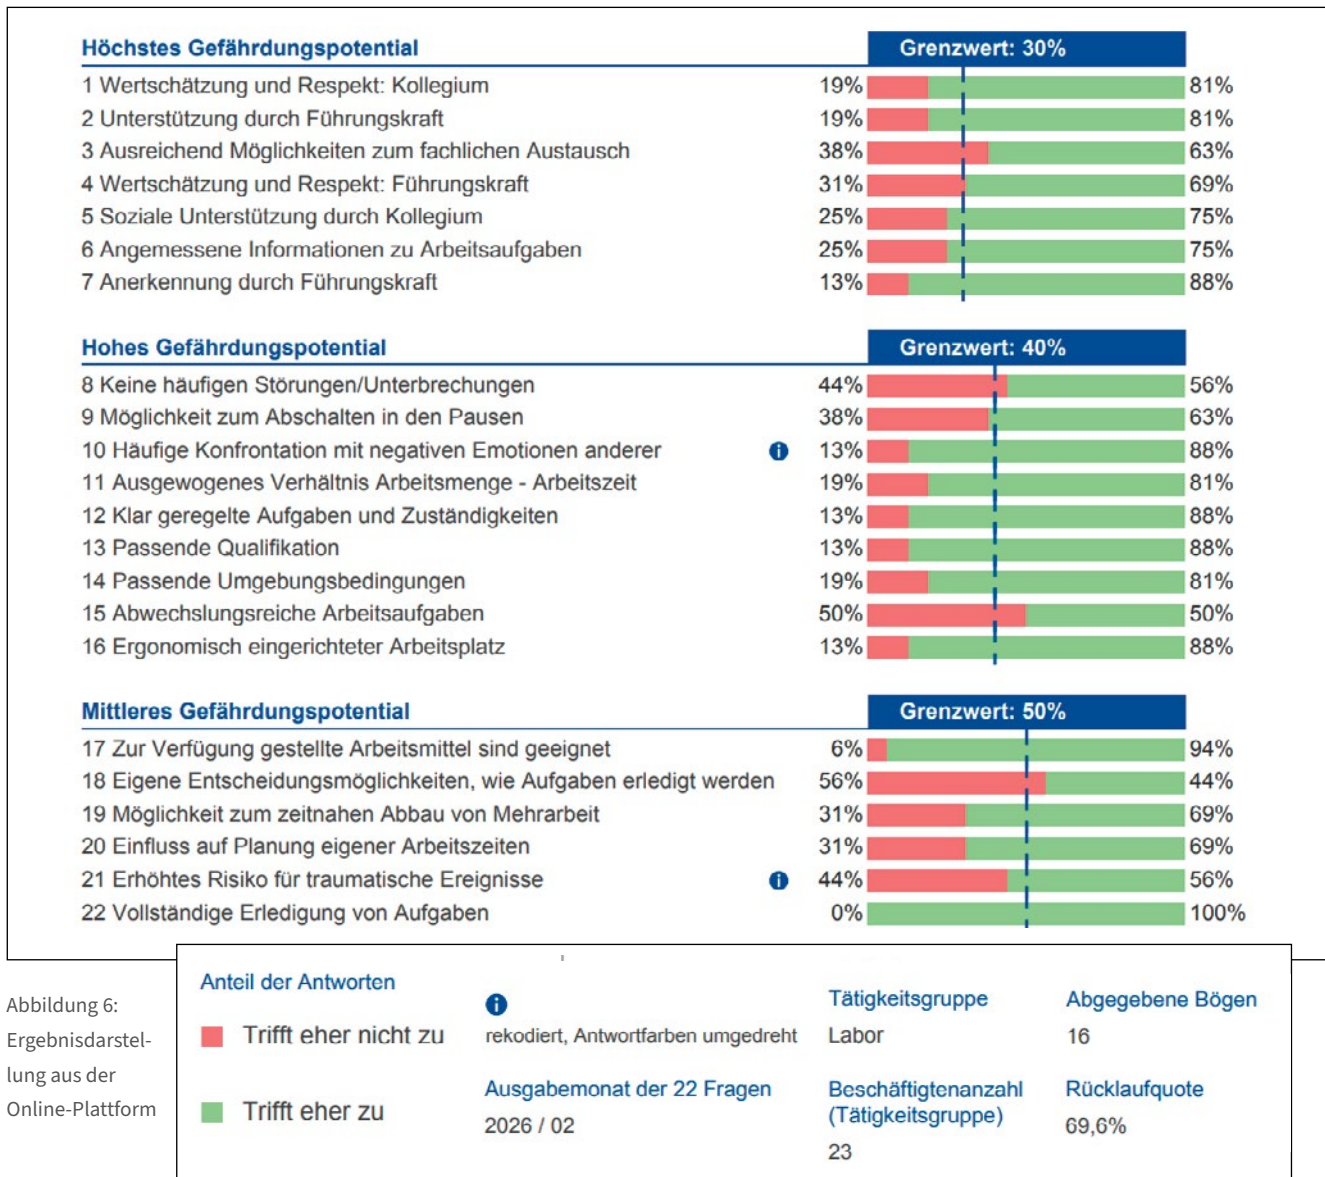 Höchstes Gefährdungspotential Grenzwert: 30%
1 Wertschätzung und Respekt: Kollegium 19% 81%
2 Unterstützung durch Führungskraft 19% 81%
3 Ausreichend Möglichkeiten zum fachlichen Austausch 38% 63%
4 Wertschätzung und Respekt: Führungskraft 31% 69%
5 Soziale Unterstützung durch Kollegium 25% 75%
6 Angemessene Informationen zu Arbeitsaufgaben 25% 75%
7 Anerkennung durch Führungskraft 13% 88%
Hohes Gefährdungspotential Grenzwert: 40%
8 Keine häufigen Störungen/Unterbrechungen 44% 56%
9 Möglichkeit zum Abschalten in den Pausen 38% 63%
10 Häufige Konfrontation mit negativen Emotionen anderer i 13% 88%
11 Ausgewogenes Verhältnis Arbeitsmenge - Arbeitszeit 19% 81%
12 Klar geregelte Aufgaben und Zuständigkeiten 13% 88%
13 Passende Qualifikation 13% 88%
14 Passende Umgebungsbedingungen 19% 81%
15 Abwechslungsreiche Arbeitsaufgaben 50% 50%
16 Ergonomisch eingerichteter Arbeitsplatz 13% 88%
Mittleres Gefährdungspotential Grenzwert: 50%
17 Zur Verfügung gestellte Arbeitsmittel sind geeignet 6% 94%
18 Eigene Entscheidungsmöglichkeiten, wie Aufgaben erledigt werden 56% 44%
19 Möglichkeit zum zeitnahen Abbau von Mehrarbeit 31% 69%
20 Einfluss auf Planung eigener Arbeitszeiten 31% 69%
21 Erhöhtes Risiko für traumatische Ereignisse i 44% 56%
22 Vollständige Erledigung von Aufgaben 0% 100%
Abbildung 6:
Ergebnisdarstel-
lung aus der
Online-Plattform
Anteil der Antworten
Trifft eher nicht zu
Trifft eher zu
i
rekodiert, Antwortfarben umgedreht
Ausgabemonat der 22 Fragen
2026 / 02
Tätigkeitsgruppe
Labor
Beschäftigtenanzahl
(Tätigkeitsgruppe)
23
Abgegebene Bögen
16
Rücklaufquote
69,6%